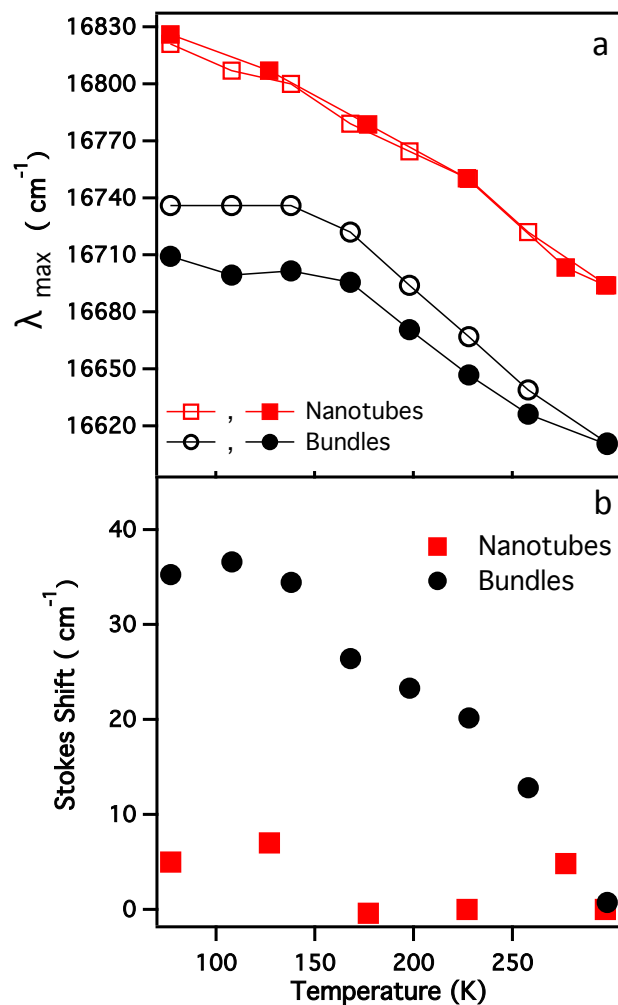 a
16830
16800
16770
16740
16710
16680
16650
16620
λ max ( cm-1)
, Nanotubes
, Bundles
b
40
30
20
10
0
Stokes Shift ( cm-1)
Nanotubes
Bundles
100 150 200 250
Temperature (K)